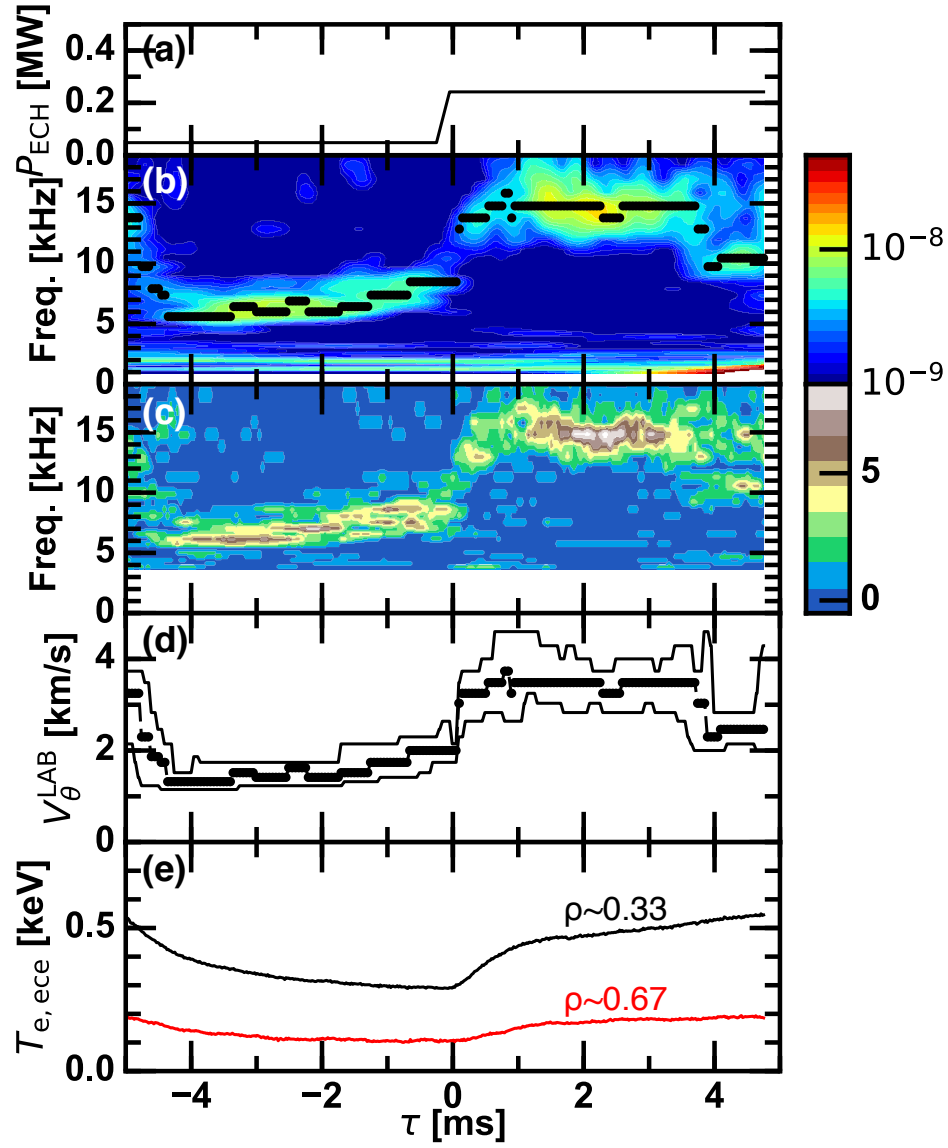 (a)
P_ECH [MW]
0.4
0.2
0.0
(b)
Freq. [kHz]
15
10
5
0
10⁻⁸
10⁻⁹
(c)
Freq. [kHz]
15
10
5
0
5
0
(d)
V_θ^LAB [km/s]
4
2
0
(e)
T_e, ece [keV]
0.5
0.0
ρ~0.33
ρ~0.67
−4 −2 0 2 4
τ [ms]